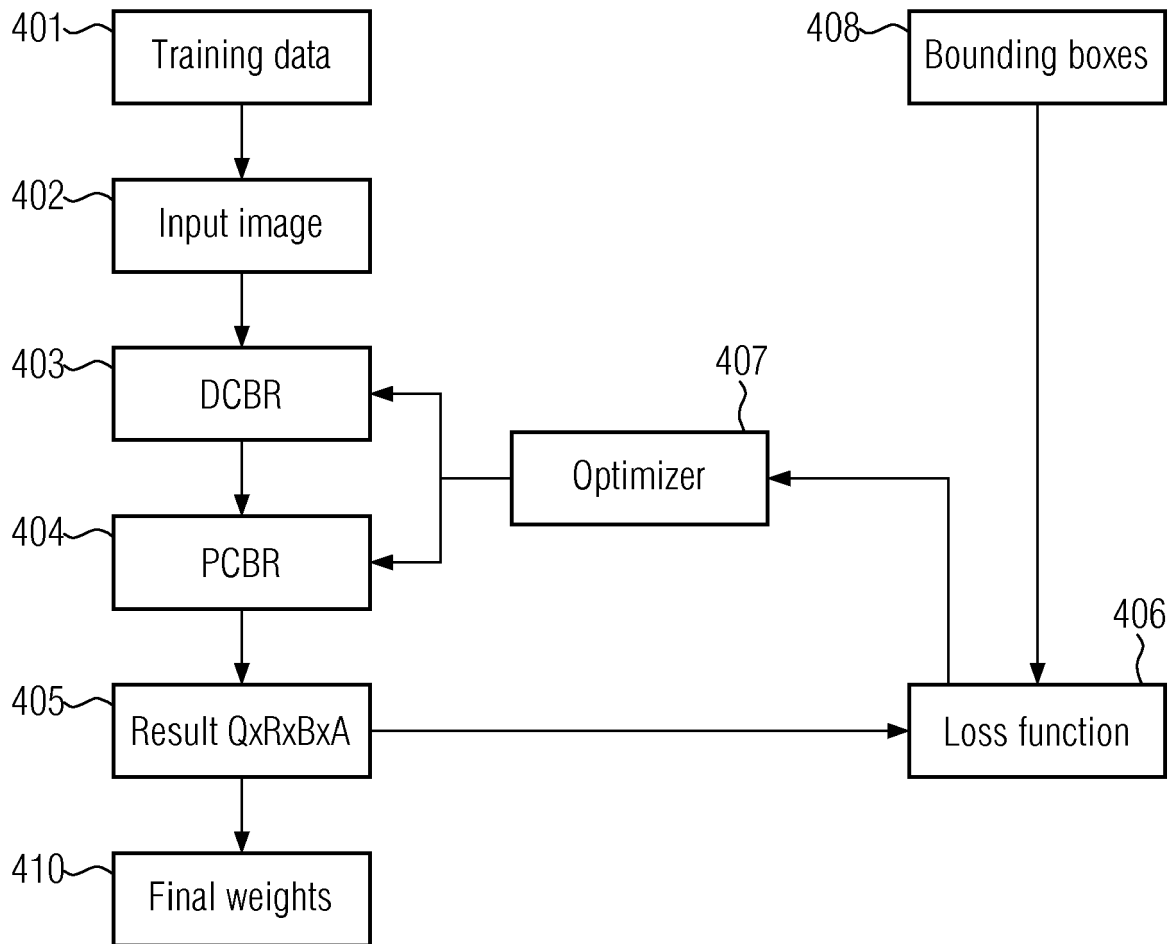 401
Training data
408
Bounding boxes
402
Input image
403
DCBR
407
Optimizer
404
PCBR
406
405
Result QxRxBxA
Loss function
410
Final weights